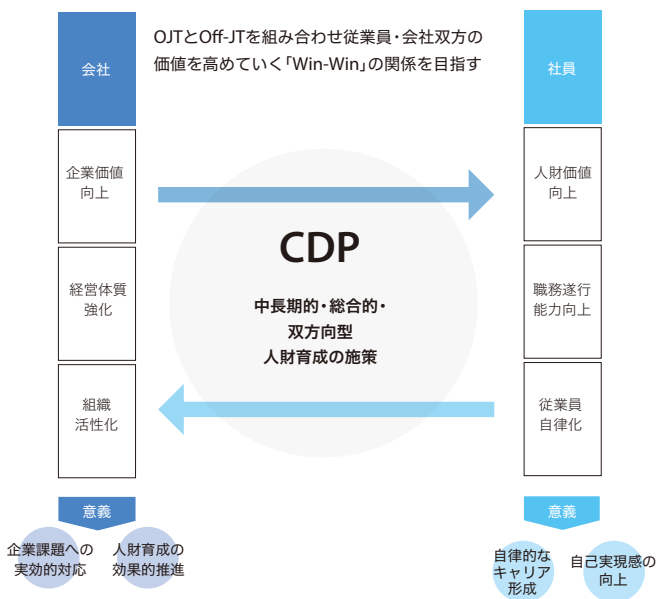 OJTとOff-JTを組み合わせ従業員・会社双方の
価値を高めていく「Win-Win」の関係を目指す
会社
企業価値
向上
経営体質
強化
組織
活性化
意義
企業課題への
実効的対応
人財育成の
効果的推進
CDP
中長期的・総合的・
双方向型
人財育成の施策
社員
人財価値
向上
職務遂行
能力向上
従業員
自律化
意義
自律的な
キャリア
形成
自己実現感の
向上